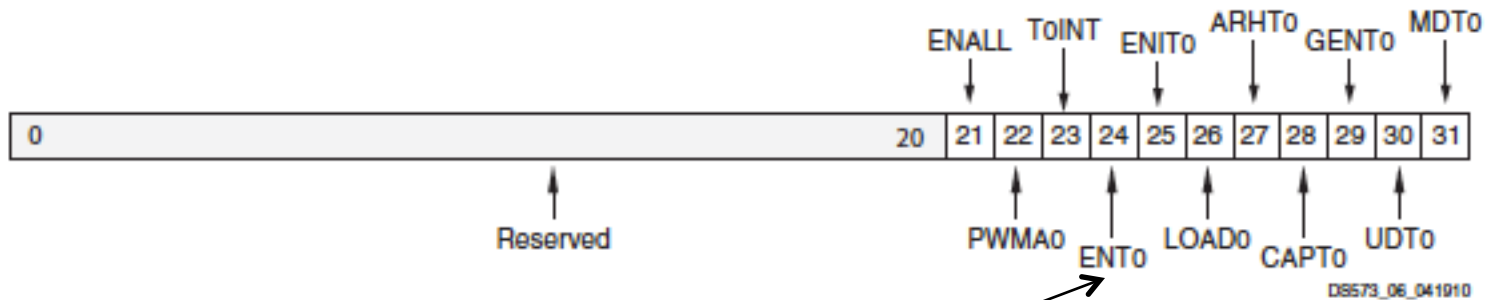 ENALL T0INT ENIT0 ARHT0 GENT0 MDT0
0 20 21 22 23 24 25 26 27 28 29 30 31
Reserved PWMA0 ENT0 LOAD0 CAPT0 UDT0
DS573_06_041910